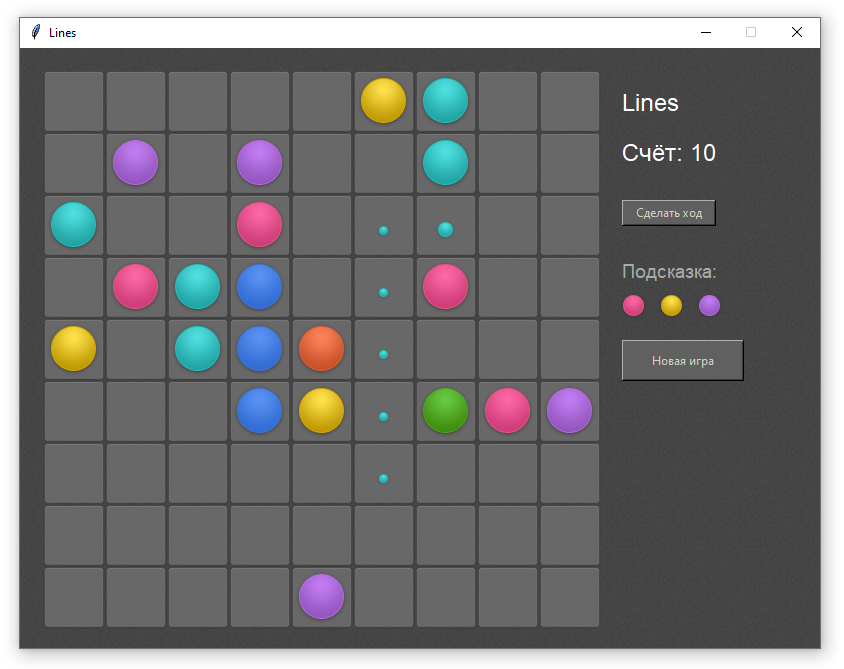 Lines
Lines
Счёт: 10
Сделать ход
Подсказка:
Новая игра